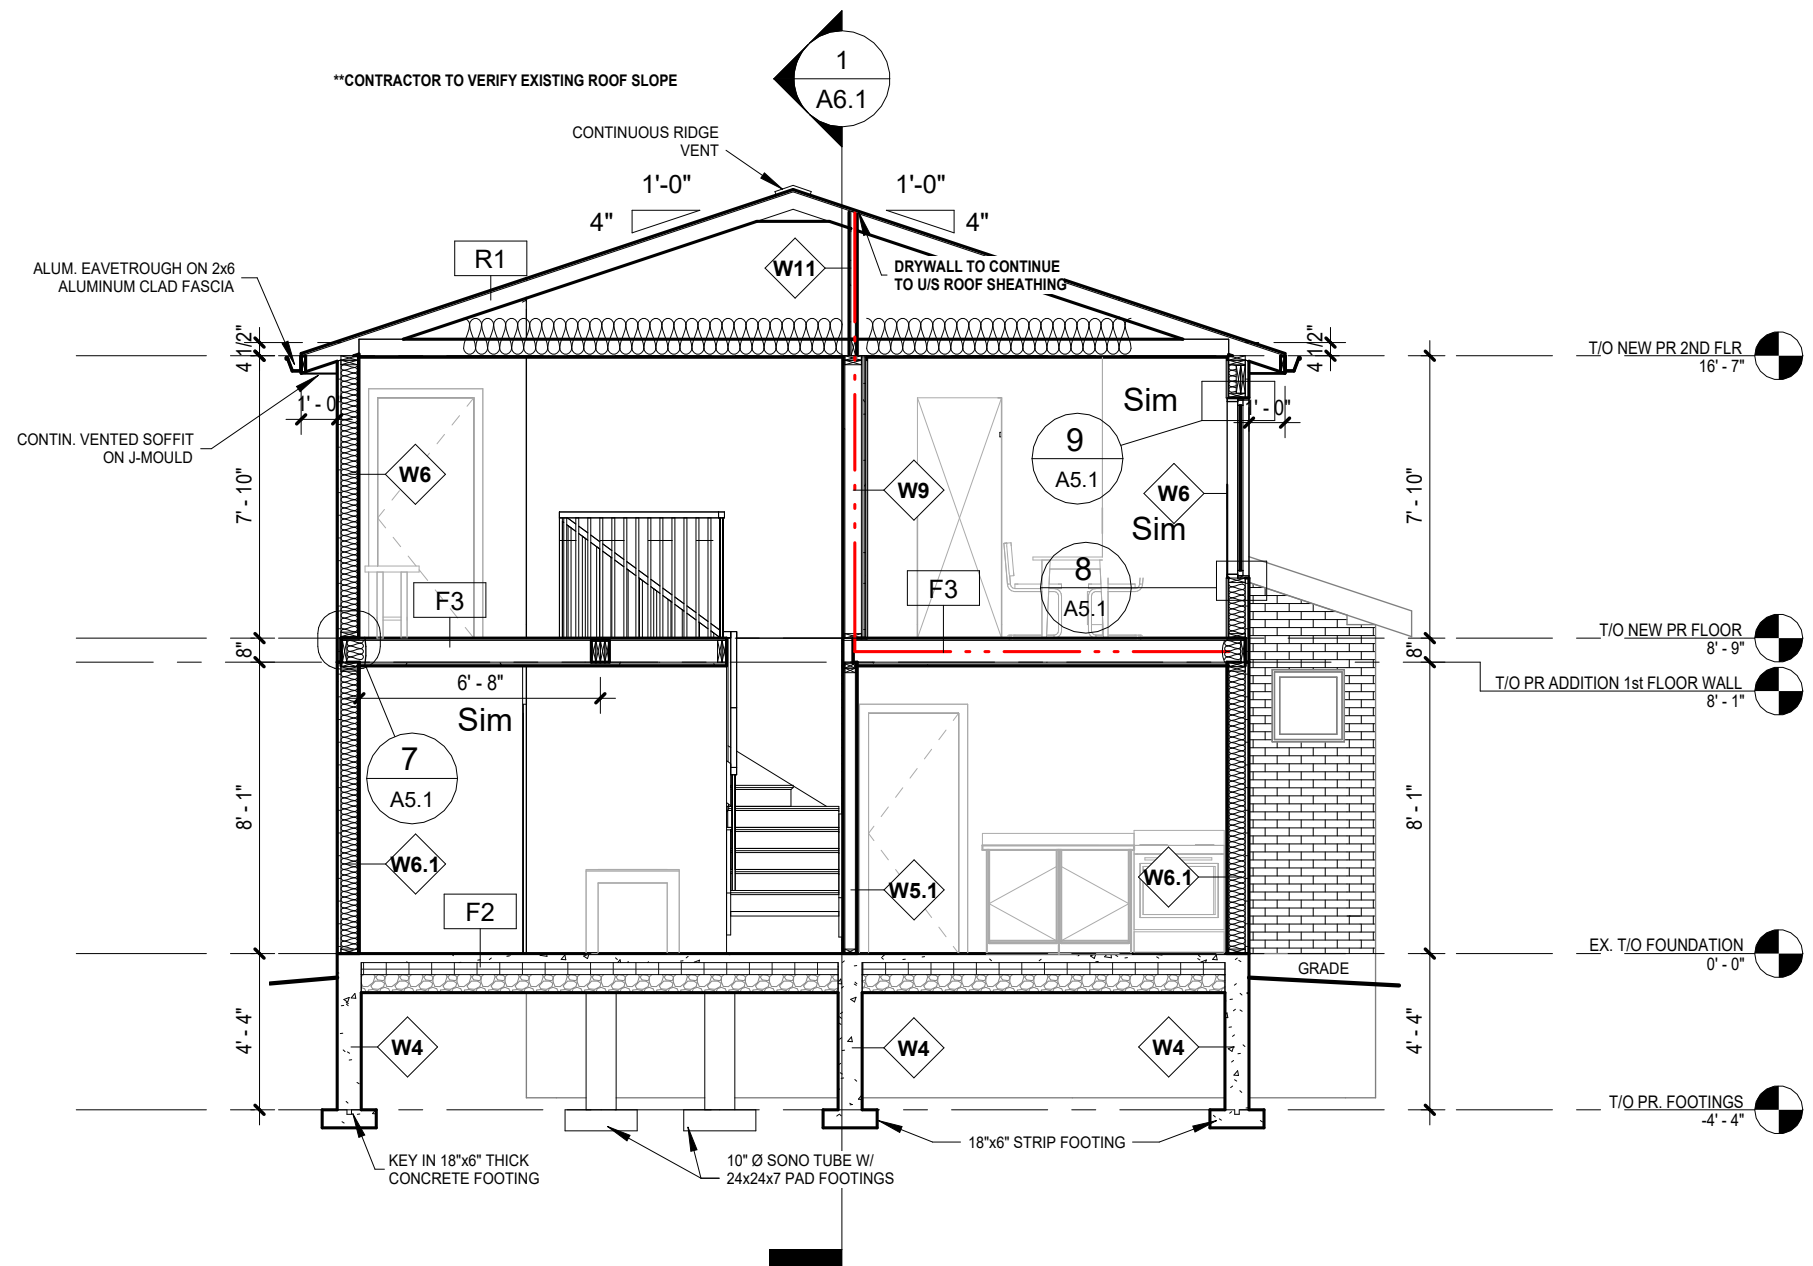 1
A6.1
**CONTRACTOR TO VERIFY EXISTING ROOF SLOPE
CONTINUOUS RIDGE
VENT
1'-0"
4"
1'-0"
4"
R1
W11
DRYWALL TO CONTINUE
TO U/S ROOF SHEATHING
ALUM. EAVETROUGH ON 2x6
ALUMINUM CLAD FASCIA
4 1/2"
4 1/2"
T/O NEW PR 2ND FLR
16' - 7"
1' - 0"
1' - 0"
CONTIN. VENTED SOFFIT
ON J-MOULD
Sim
9
A5.1
W6
W9
W6
7' - 10"
7' - 10"
Sim
8
A5.1
F3
F3
T/O NEW PR FLOOR
8' - 9"
8"
8"
T/O PR ADDITION 1st FLOOR WALL
8' - 1"
6' - 8"
Sim
7
A5.1
8' - 1"
8' - 1"
W6.1
W5.1
W6.1
F2
EX. T/O FOUNDATION
0' - 0"
GRADE
4' - 4"
4' - 4"
W4
W4
W4
T/O PR. FOOTINGS
-4' - 4"
18"x6" STRIP FOOTING
KEY IN 18"x6" THICK
CONCRETE FOOTING
10" Ø SONO TUBE W/
24x24x7 PAD FOOTINGS